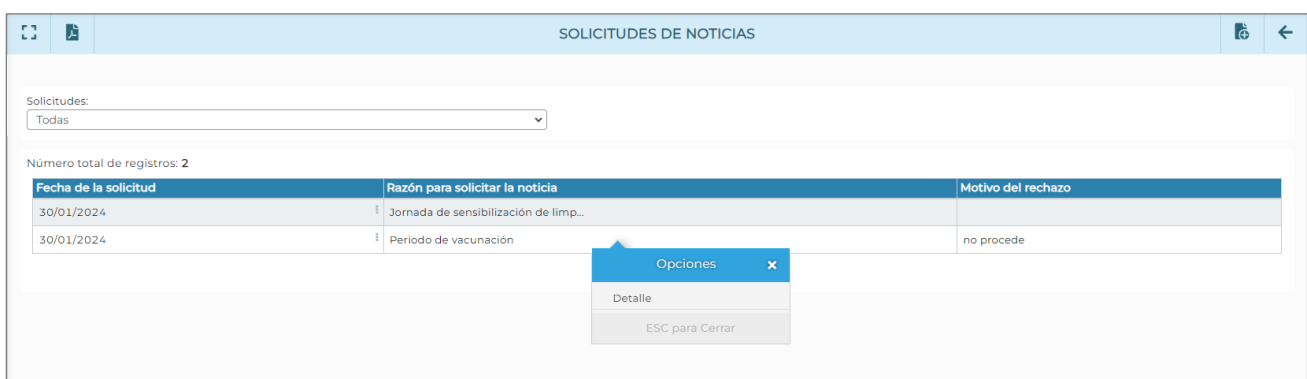 SOLICITUDES DE NOTICIAS
Solicitudes:
Todas
Número total de registros: 2
Fecha de la solicitud Razón para solicitar la noticia Motivo del rechazo
30/01/2024 Jornada de sensibilización de limp...
30/01/2024 Periodo de vacunación no procede
Opciones
Detalle
ESC para Cerrar